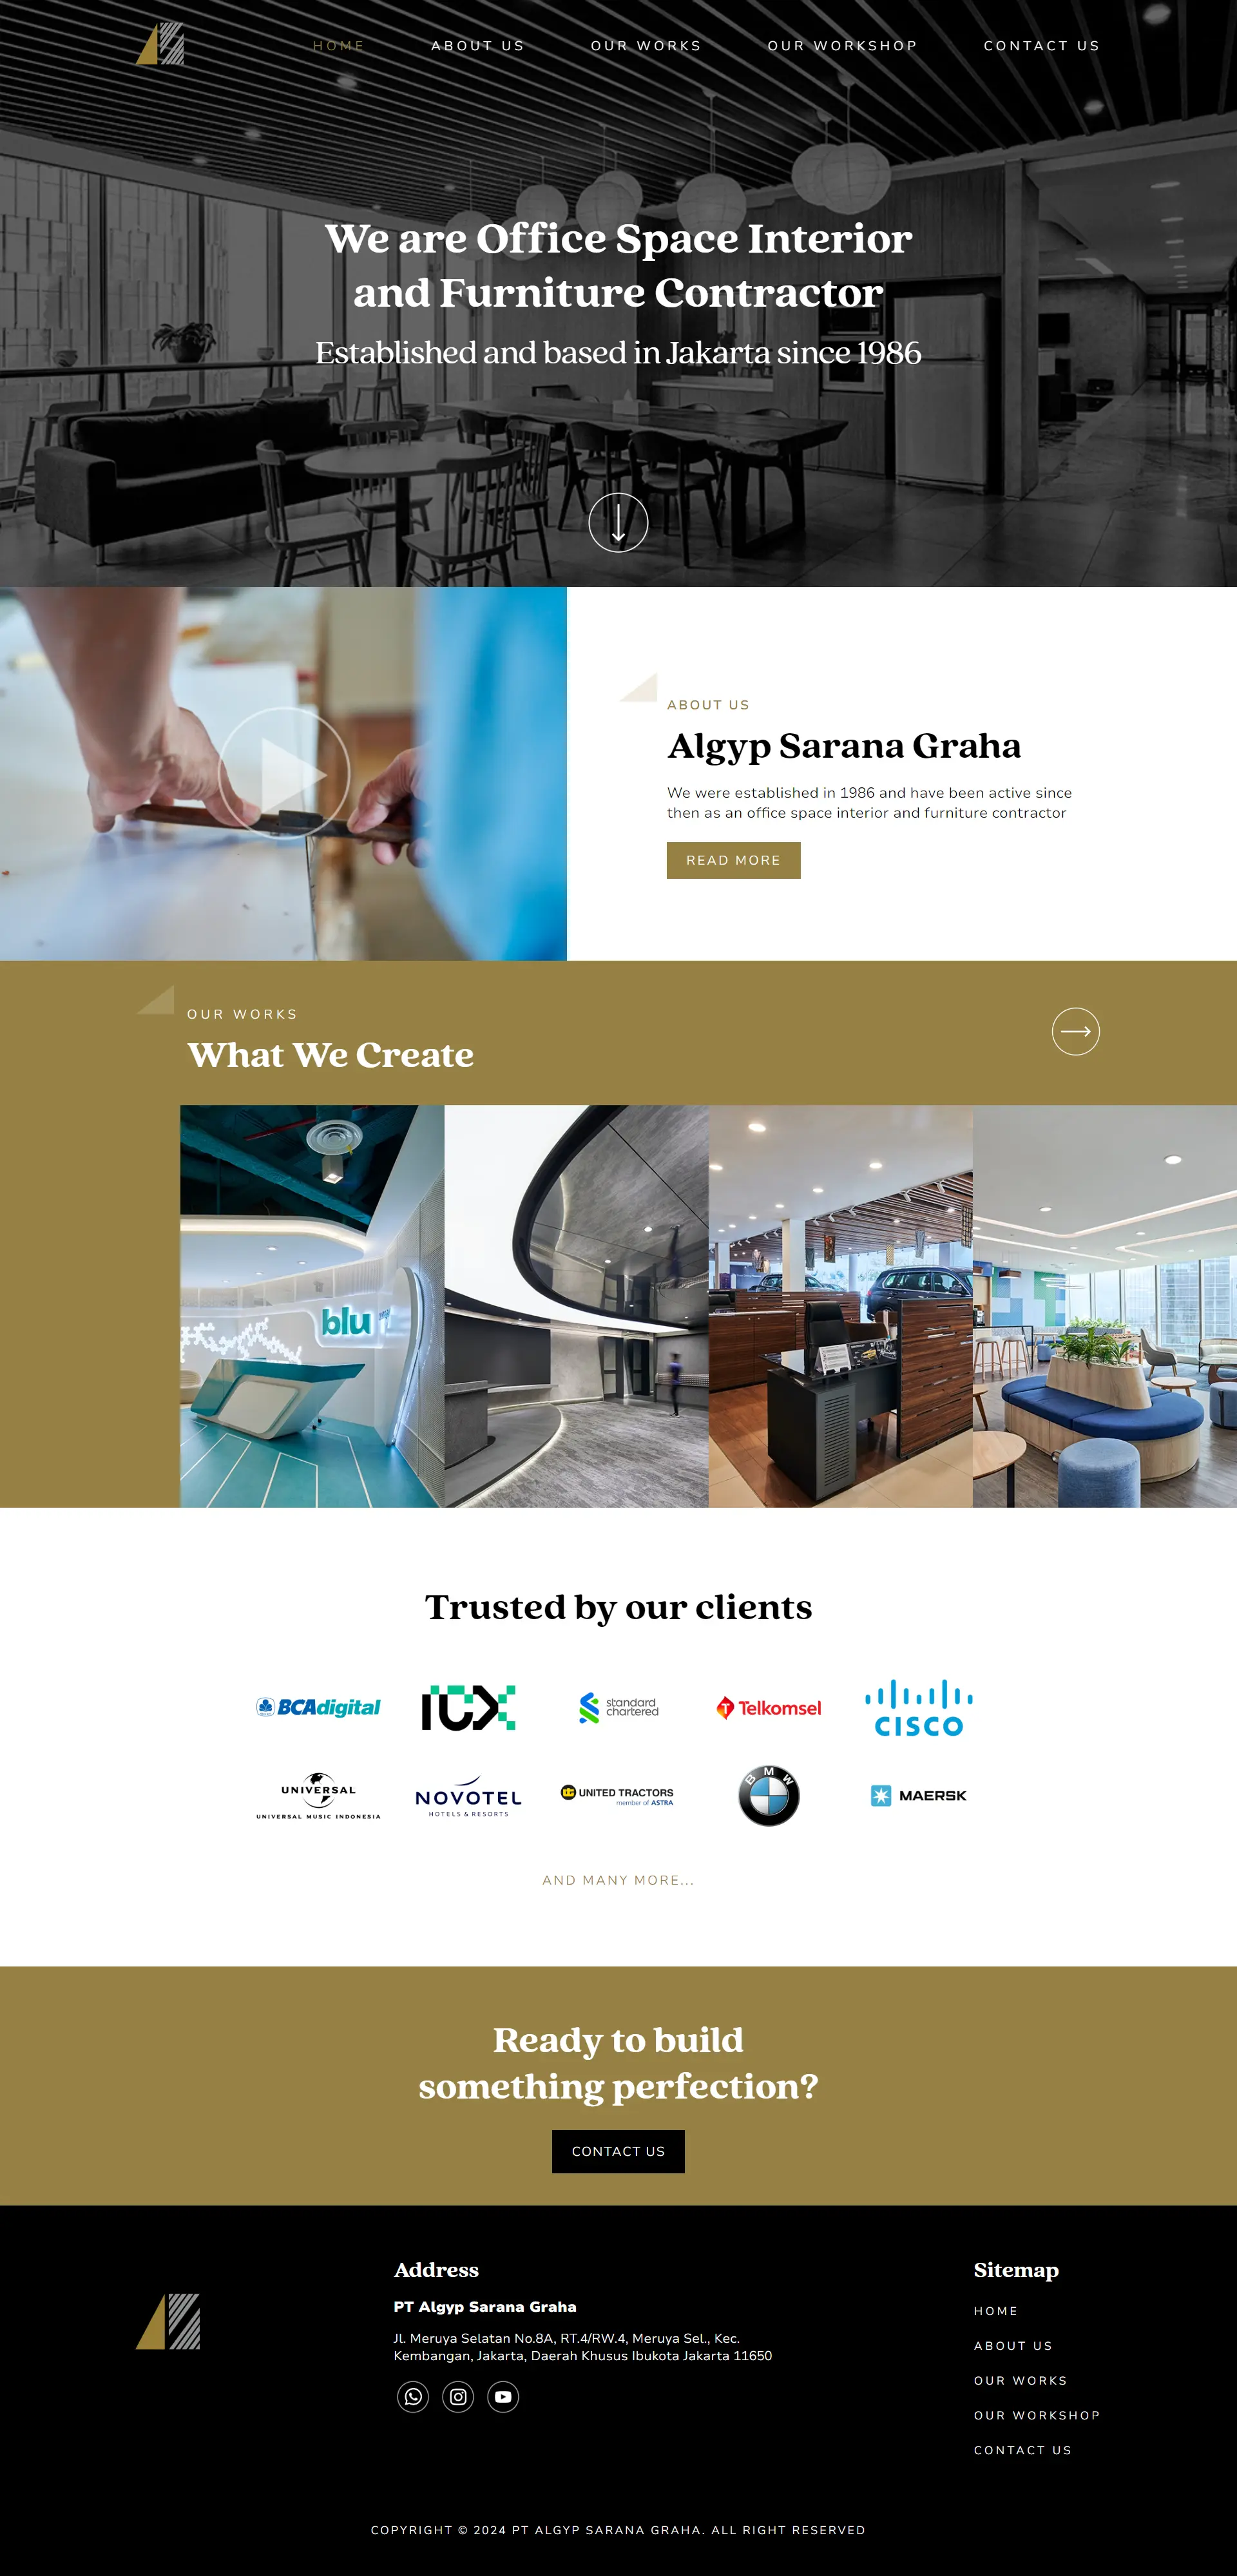 HOME
ABOUT US
OUR WORKS
OUR WORKSHOP
CONTACT US
We are Office Space Interior
and Furniture Contractor
Established and based in Jakarta since 1986
ABOUT US
Algyp Sarana Graha
We were established in 1986 and have been active since
then as an office space interior and furniture contractor
READ MORE
OUR WORKS
What We Create
blu
Trusted by our clients
BCAdigital
standard
chartered
Telkomsel
CISCO
UNIVERSAL
UNIVERSAL MUSIC INDONESIA
NOVOTEL
HOTELS & RESORTS
UNITED TRACTORS
member of ASTRA
BMW
MAERSK
AND MANY MORE...
Ready to build
something perfection?
CONTACT US
Address
PT Algyp Sarana Graha
Jl. Meruya Selatan No.8A, RT.4/RW.4, Meruya Sel., Kec.
Kembangan, Jakarta, Daerah Khusus Ibukota Jakarta 11650
Sitemap
HOME
ABOUT US
OUR WORKS
OUR WORKSHOP
CONTACT US
COPYRIGHT © 2024 PT ALGYP SARANA GRAHA. ALL RIGHT RESERVED